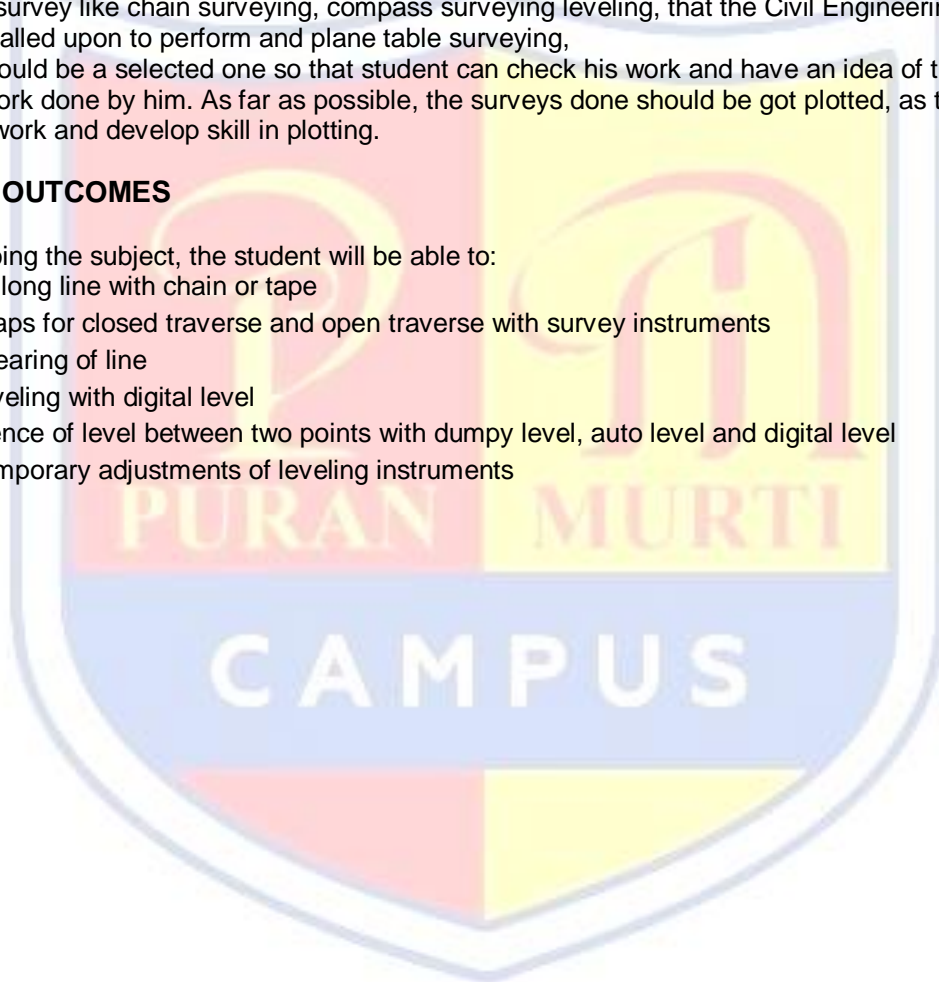 survey like chain surveying, compass surveying leveling, that the Civil Engineerin
alled upon to perform and plane table surveying,
ould be a selected one so that student can check his work and have an idea of t
ork done by him. As far as possible, the surveys done should be got plotted, as t
work and develop skill in plotting.
OUTCOMES
ing the subject, the student will be able to:
long line with chain or tape
aps for closed traverse and open traverse with survey instruments
earing of line
veling with digital level
ence of level between two points with dumpy level, auto level and digital level
mporary adjustments of leveling instruments
PURAN MURTI
CAMPUS